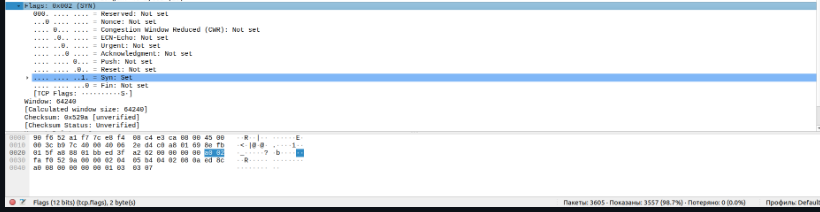 Flags: 0x002 (SYN)
000. .... .... = Reserved: Not set
...0 .... .... = Nonce: Not set
.... 0... .... = Congestion Window Reduced (CWR): Not set
.... .0.. .... = ECN-Echo: Not set
.... ..0. .... = Urgent: Not set
.... ...0 .... = Acknowledgment: Not set
.... .... 0... = Push: Not set
.... .... .0.. = Reset: Not set
.... .... ..1. = Syn: Set
.... .... ...0 = Fin: Not set
[TCP Flags: ··········S·]
Window: 64240
[Calculated window size: 64240]
Checksum: 0x529a [unverified]
[Checksum Status: Unverified]
0000 90 f6 52 a1 f7 7c e8 f4 08 c4 e3 ca 08 00 45 00 ··R··|·· ······E·
0010 00 3c b9 7c 40 00 40 06 2e d4 c0 a8 01 69 8e fb ·<·|@·@· .····i··
0020 01 5f a8 88 01 bb ed 3f a2 62 00 00 00 00 a0 02 ·_·····? ·b······
0030 fa f0 52 9a 00 00 02 04 05 b4 04 02 08 0a ed 8c ··R····· ········
0040 a0 08 00 00 00 00 01 03 03 07 ········ ··
Flags (12 bits) (tcp.flags), 2 byte(s)
Пакеты: 3605 · Показаны: 3557 (98.7%) · Потеряно: 0 (0.0%)
Профиль: Default